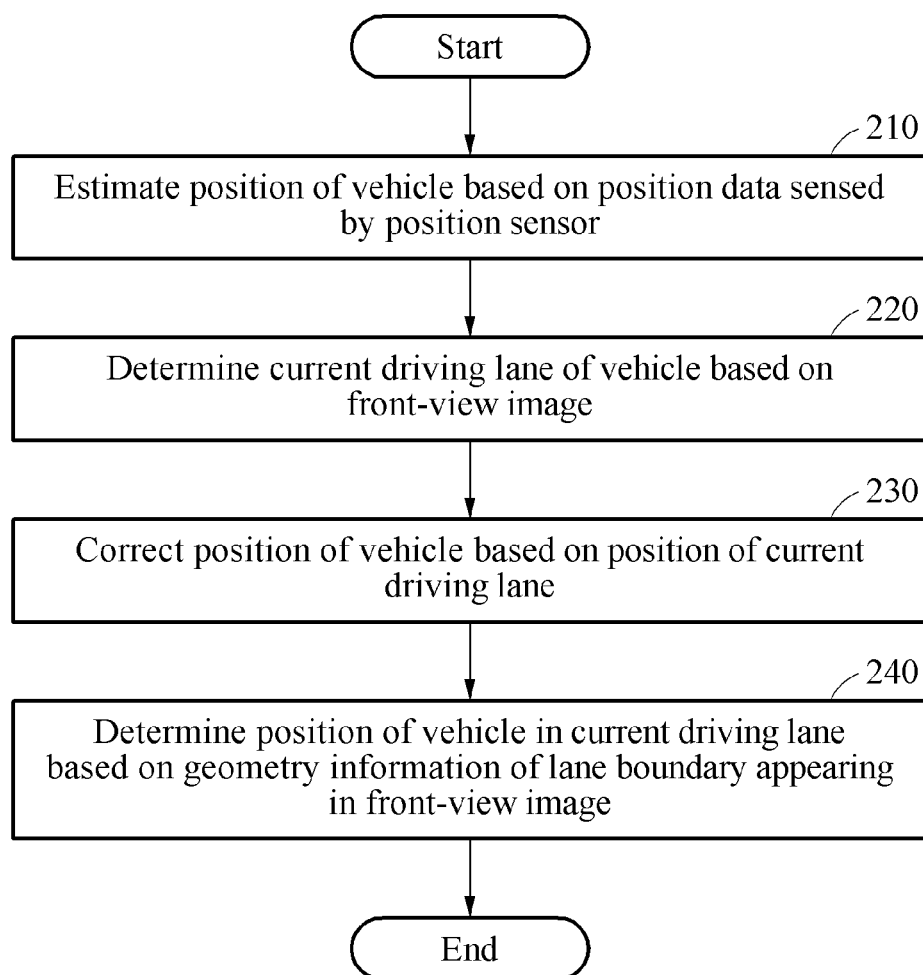 Start
210
Estimate position of vehicle based on position data sensed
by position sensor
220
Determine current driving lane of vehicle based on
front-view image
230
Correct position of vehicle based on position of current
driving lane
240
Determine position of vehicle in current driving lane
based on geometry information of lane boundary appearing
in front-view image
End